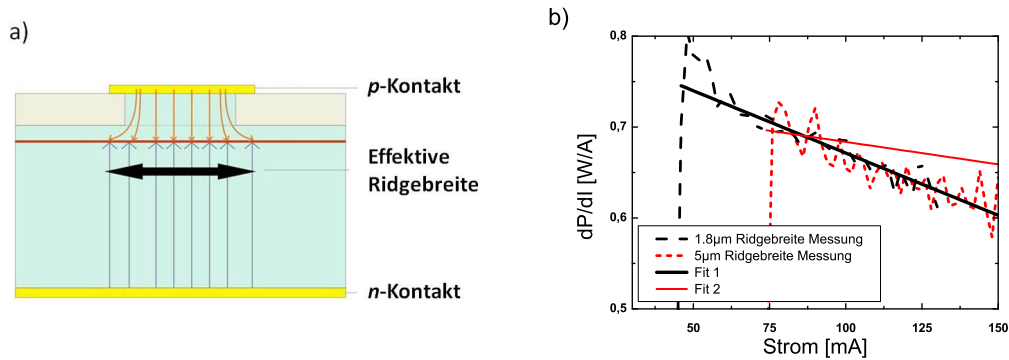 a)
p-Kontakt
Effektive
Ridgebreite
n-Kontakt
b)
0,8
0,7
0,6
0,5
dP/dI [W/A]
1.8µm Ridgebreite Messung
5µm Ridgebreite Messung
Fit 1
Fit 2
50 75 100 125 150
Strom [mA]